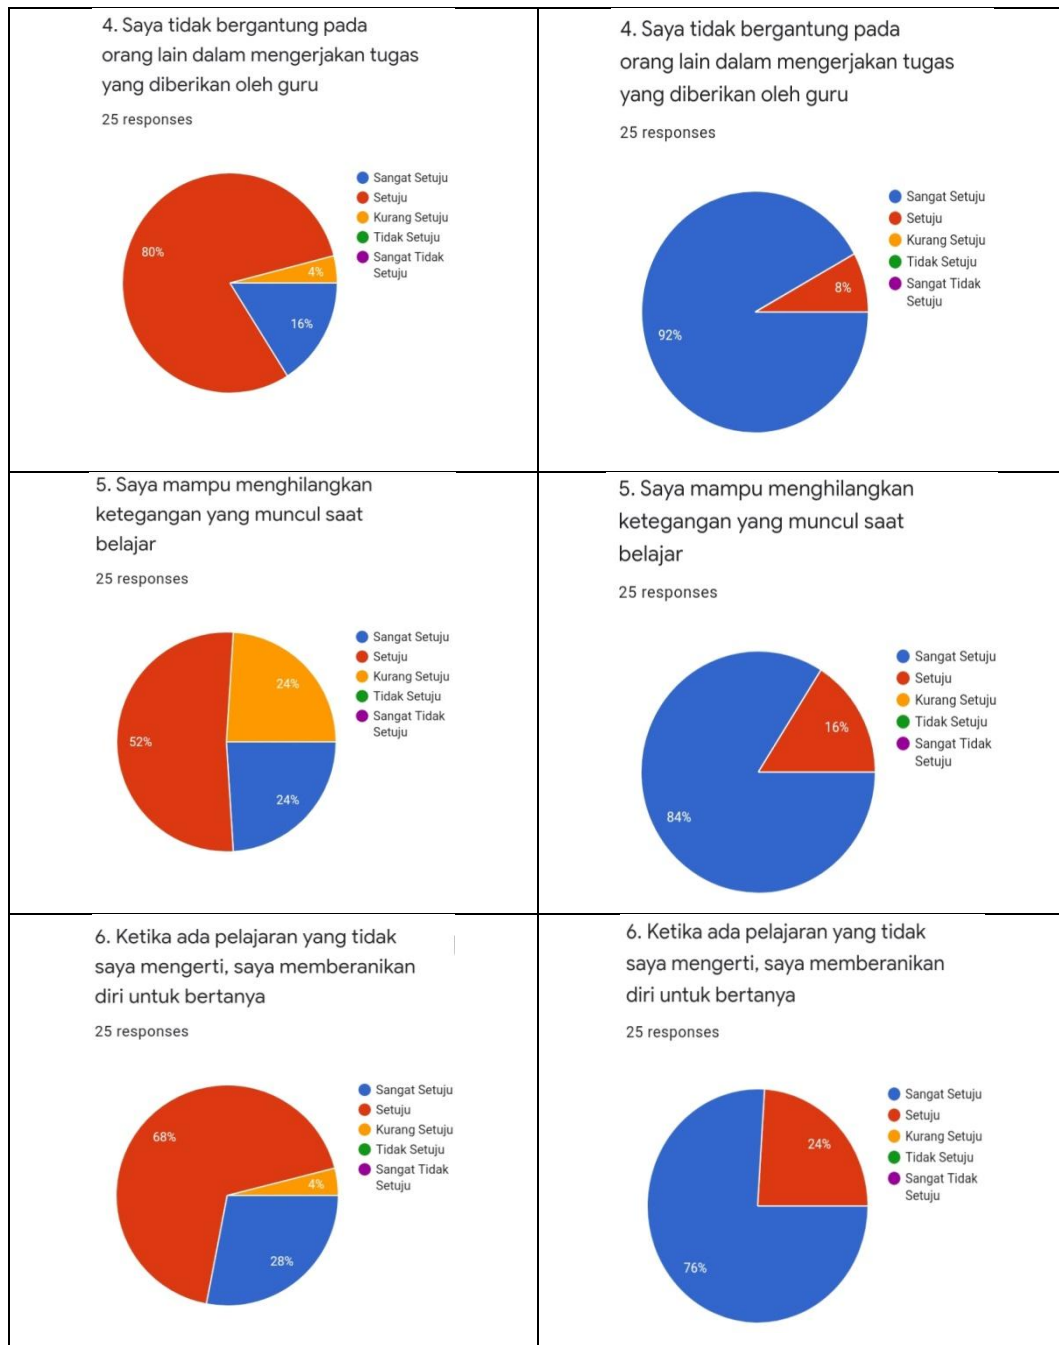 4. Saya tidak bergantung pada
orang lain dalam mengerjakan tugas
yang diberikan oleh guru
25 responses
Sangat Setuju
Setuju
Kurang Setuju
Tidak Setuju
Sangat Tidak
Setuju
80%
4%
16%
4. Saya tidak bergantung pada
orang lain dalam mengerjakan tugas
yang diberikan oleh guru
25 responses
Sangat Setuju
Setuju
Kurang Setuju
Tidak Setuju
Sangat Tidak
Setuju
8%
92%
5. Saya mampu menghilangkan
ketegangan yang muncul saat
belajar
25 responses
Sangat Setuju
Setuju
Kurang Setuju
Tidak Setuju
Sangat Tidak
Setuju
24%
52%
24%
5. Saya mampu menghilangkan
ketegangan yang muncul saat
belajar
25 responses
Sangat Setuju
Setuju
Kurang Setuju
Tidak Setuju
Sangat Tidak
Setuju
16%
84%
6. Ketika ada pelajaran yang tidak
saya mengerti, saya memberanikan
diri untuk bertanya
25 responses
Sangat Setuju
Setuju
Kurang Setuju
Tidak Setuju
Sangat Tidak
Setuju
68%
4%
28%
6. Ketika ada pelajaran yang tidak
saya mengerti, saya memberanikan
diri untuk bertanya
25 responses
Sangat Setuju
Setuju
Kurang Setuju
Tidak Setuju
Sangat Tidak
Setuju
24%
76%